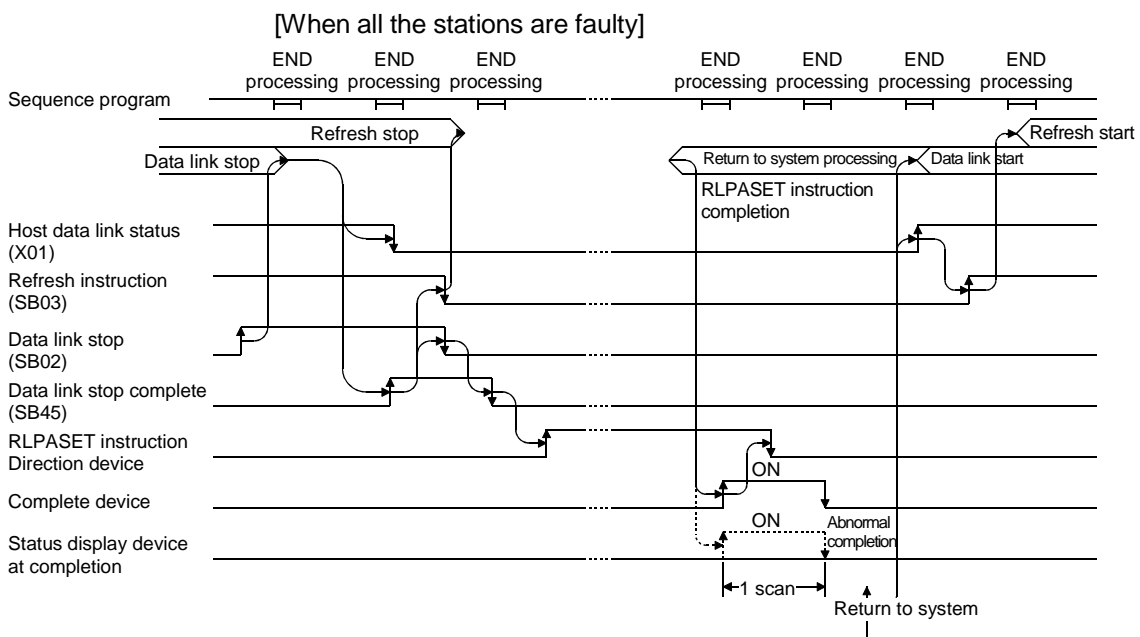 [When all the stations are faulty]
END processing
END processing
END processing
END processing
END processing
END processing
END processing
Sequence program
Refresh stop
Refresh start
Data link stop
Return to system processing
Data link start
RLPASET instruction
completion
Host data link status
(X01)
Refresh instruction
(SB03)
Data link stop
(SB02)
Data link stop complete
(SB45)
RLPASET instruction
Direction device
ON
Complete device
ON
Abnormal
completion
Status display device
at completion
1 scan
Return to system